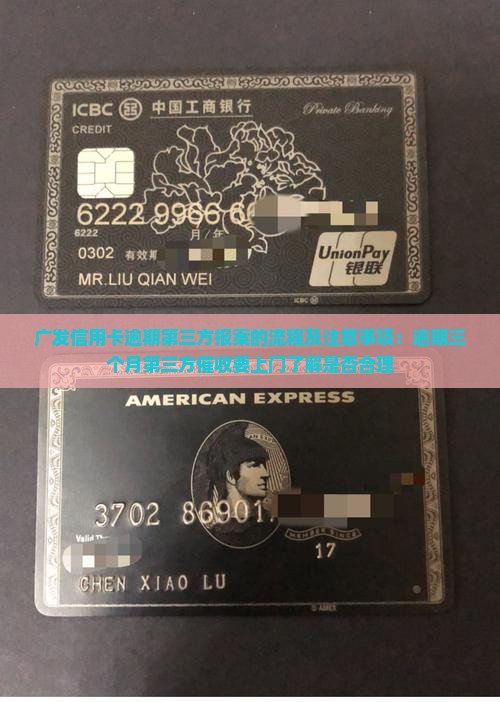 ICBC 中国工商银行
Private Banking
CREDIT
6222 9966 6
6222
月/年
0302 有效期
UnionPay
银联
MR.LIU QIAN WEI
ICBC
广发信用卡逾期第三方报案的流程及注意事项：逾期三
个月第三方催收要上门了解是否合理
AMERICAN EXPRESS
3702 86901
MEMBER SINCE
Valid Thru
17
CHEN XIAO LU
© AMEX